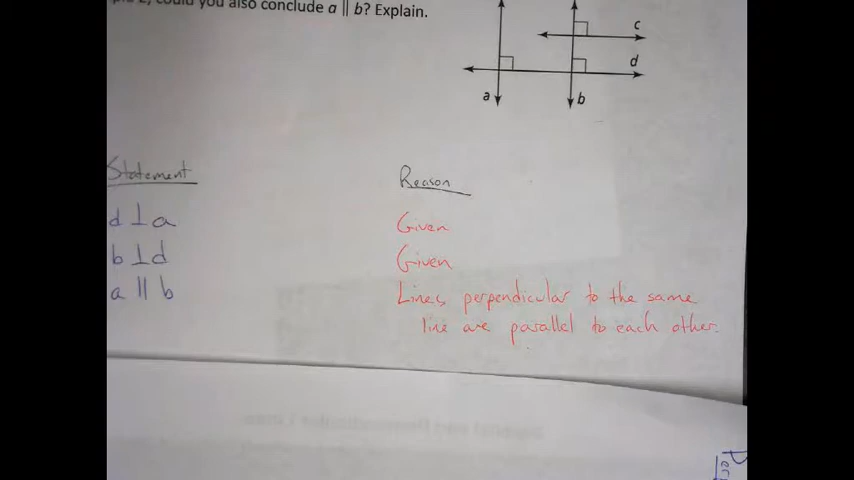 could you also conclude a || b? Explain.
c
d
a
b
Statement
Reason
d ⊥ a
Given
b ⊥ d
Given
a || b
Lines perpendicular to the same
line are parallel to each other.
Per